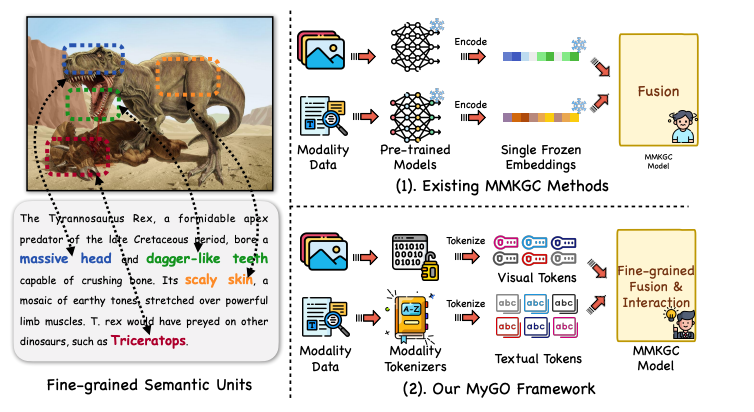 The Tyrannosaurus Rex, a formidable apex
predator of the late Cretaceous period, bore a
massive head and dagger-like teeth
capable of crushing bone. Its scaly skin, a
mosaic of earthy tones, stretched over powerful
limb muscles. T. rex would have preyed on other
dinosaurs, such as Triceratops.
Fine-grained Semantic Units
Encode
Encode
Modality
Data
Pre-trained
Models
Single Frozen
Embeddings
Fusion
MMKGC
Model
(1). Existing MMKGC Methods
10101
01010
10101
Tokenize
Visual Tokens
A-Z
Tokenize
abc abc abc
abc abc abc
Modality
Data
Modality
Tokenizers
Textual Tokens
Fine-grained
Fusion &
Interaction
MMKGC
Model
(2). Our MyGO Framework